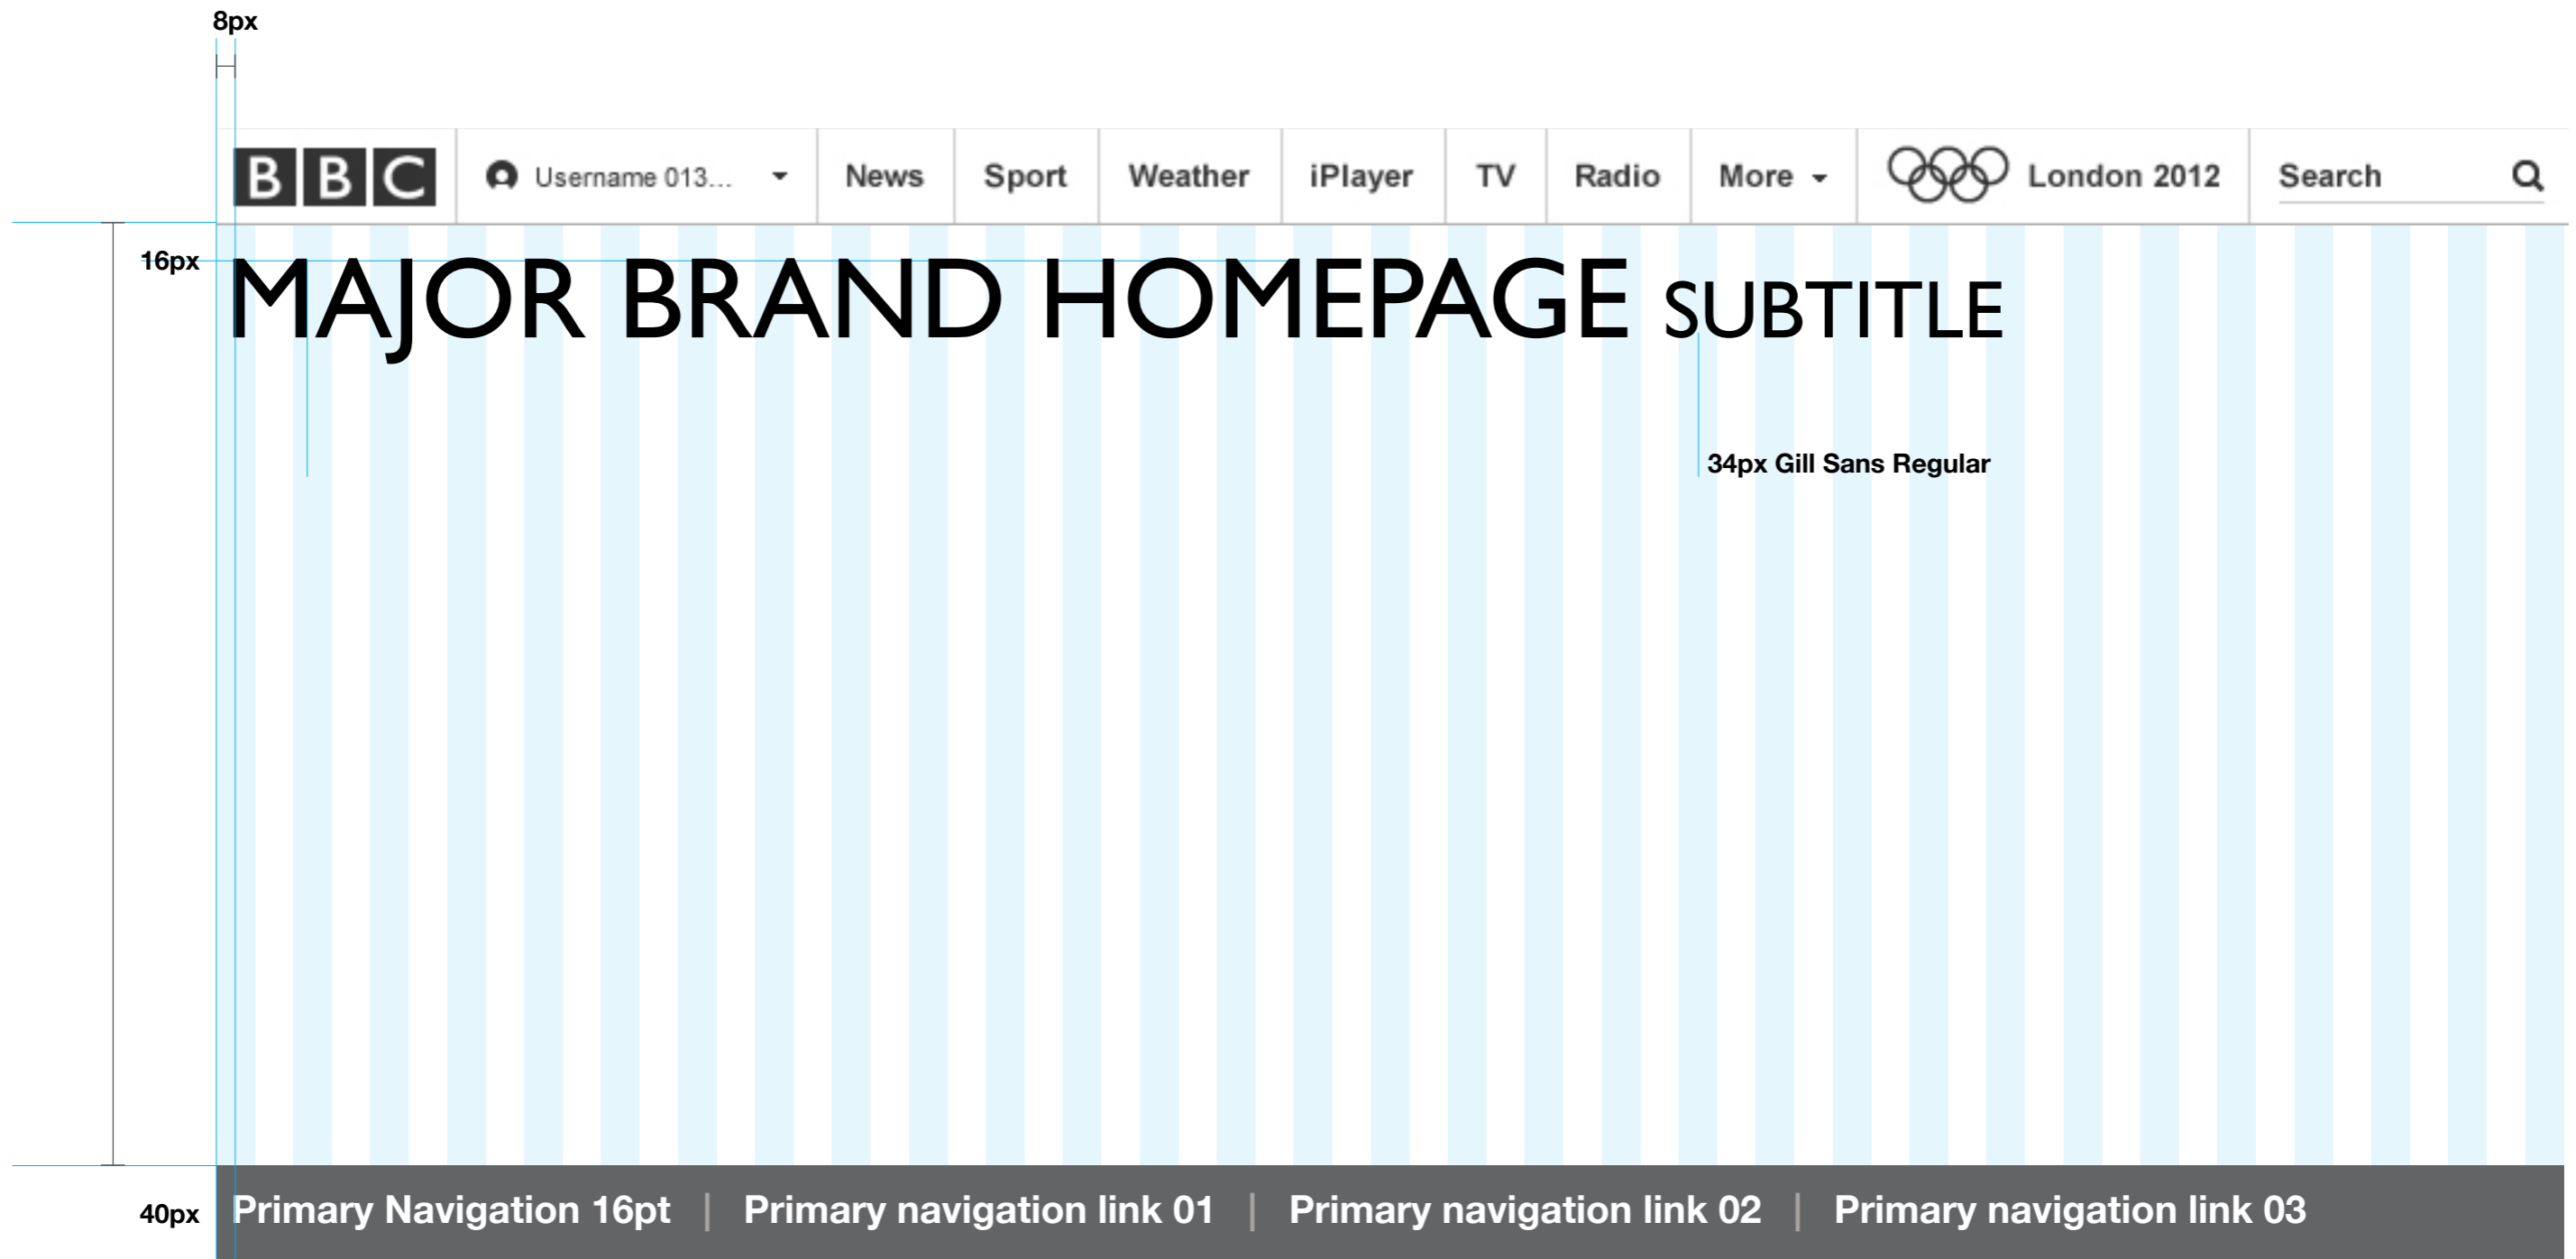 8px
BBC Username 013... News Sport Weather iPlayer TV Radio More London 2012 Search
16px
MAJOR BRAND HOMEPAGE SUBTITLE
34px Gill Sans Regular
40px
Primary Navigation 16pt | Primary navigation link 01 | Primary navigation link 02 | Primary navigation link 03